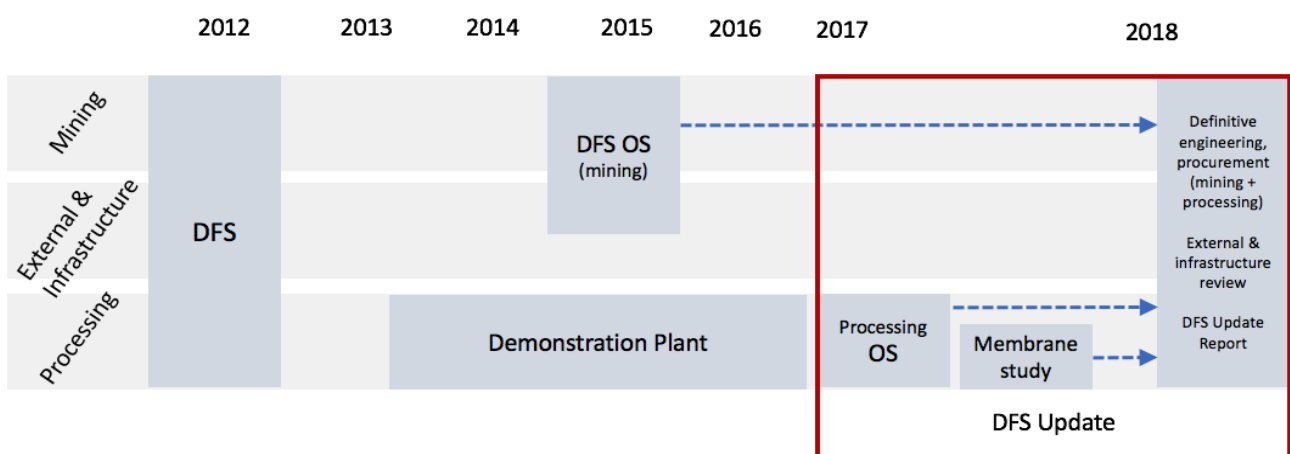 2012 2013 2014 2015 2016 2017 2018
Mining
External &
Infrastructure
Processing
DFS
DFS OS
(mining)
Demonstration Plant
Processing
OS
Membrane
study
Definitive
engineering,
procurement
(mining +
processing)
External &
infrastructure
review
DFS Update
Report
DFS Update